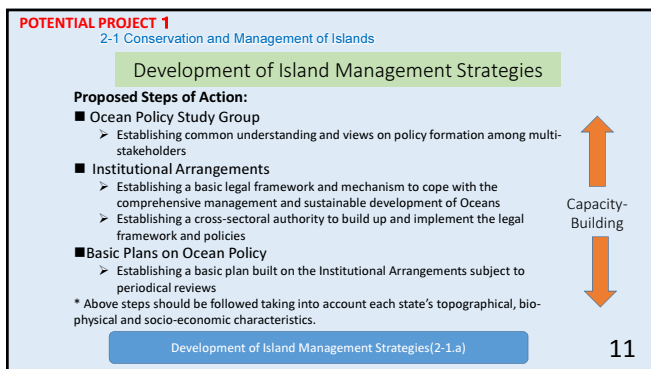 POTENTIAL PROJECT 1
2-1 Conservation and Management of Islands
Development of Island Management Strategies
Proposed Steps of Action:
■ Ocean Policy Study Group
➢ Establishing common understanding and views on policy formation among multi-
stakeholders
■ Institutional Arrangements
➢ Establishing a basic legal framework and mechanism to cope with the
comprehensive management and sustainable development of Oceans
➢ Establishing a cross-sectoral authority to build up and implement the legal
framework and policies
■Basic Plans on Ocean Policy
➢ Establishing a basic plan built on the Institutional Arrangements subject to
periodical reviews
* Above steps should be followed taking into account each state's topographical, bio-
physical and socio-economic characteristics.
Capacity-
Building
Development of Island Management Strategies(2-1.a)
11